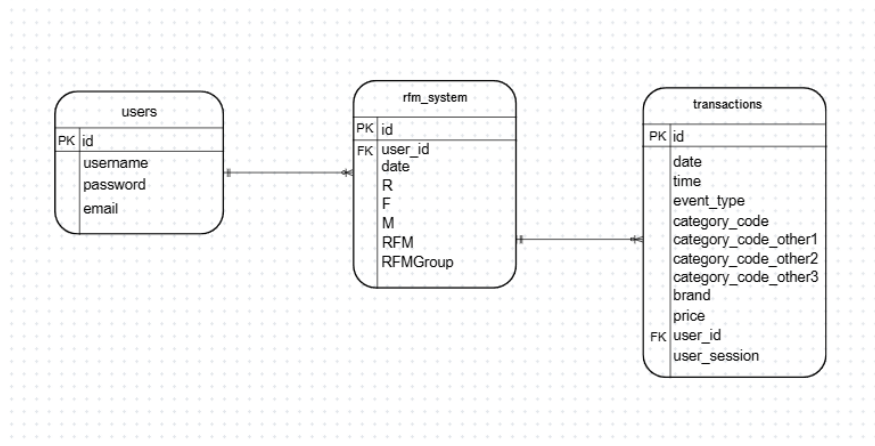 users
PK id
username
password
email
rfm_system
PK id
FK user_id
date
R
F
M
RFM
RFMGroup
transactions
PK id
date
time
event_type
category_code
category_code_other1
category_code_other2
category_code_other3
brand
price
FK user_id
user_session